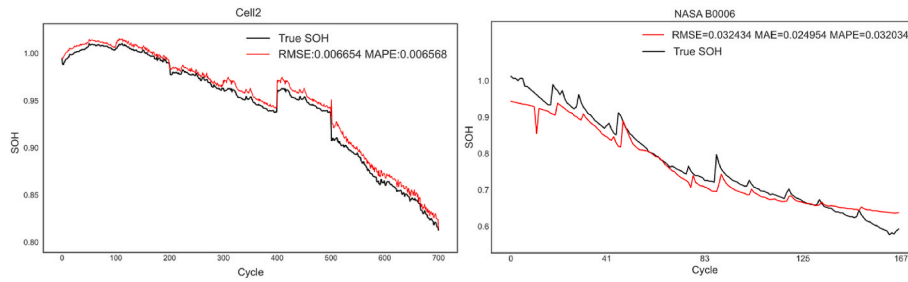 Cell2
True SOH
RMSE:0.006654 MAPE:0.006568
1.00
0.95
0.90
0.85
0.80
SOH
0
100
200
300
400
500
600
700
Cycle
NASA B0006
RMSE=0.032434 MAE=0.024954 MAPE=0.032034
True SOH
1.0
0.9
0.8
0.7
0.6
SOH
0
41
83
125
167
Cycle